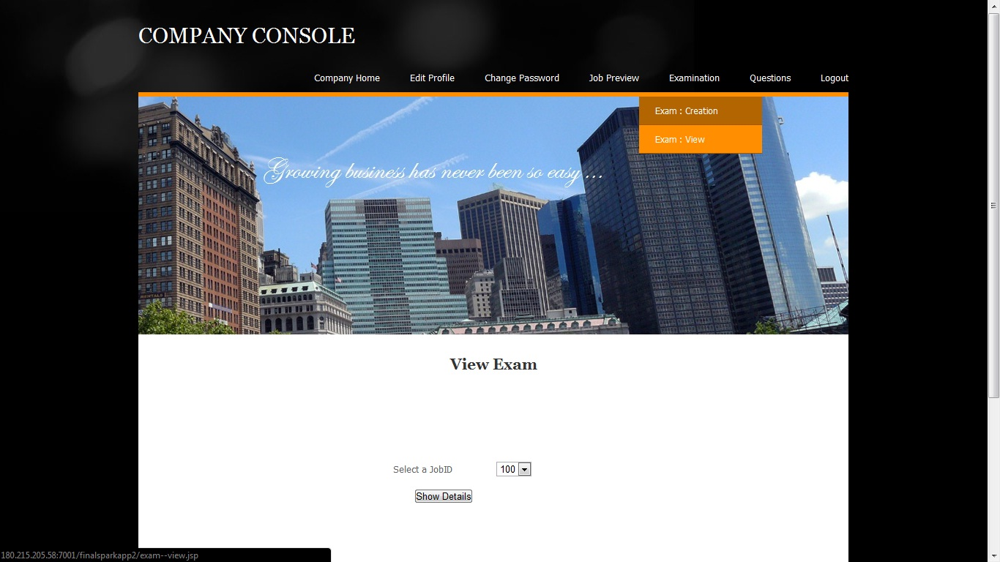 COMPANY CONSOLE
Company Home Edit Profile Change Password Job Preview Examination Questions Logout
Exam : Creation
Exam : View
Growing business has never been so easy ...
RENTALS
View Exam
Select a JobID 100
Show Details
180.215.205.58:7001/finalsparkapp2/exam--view.jsp